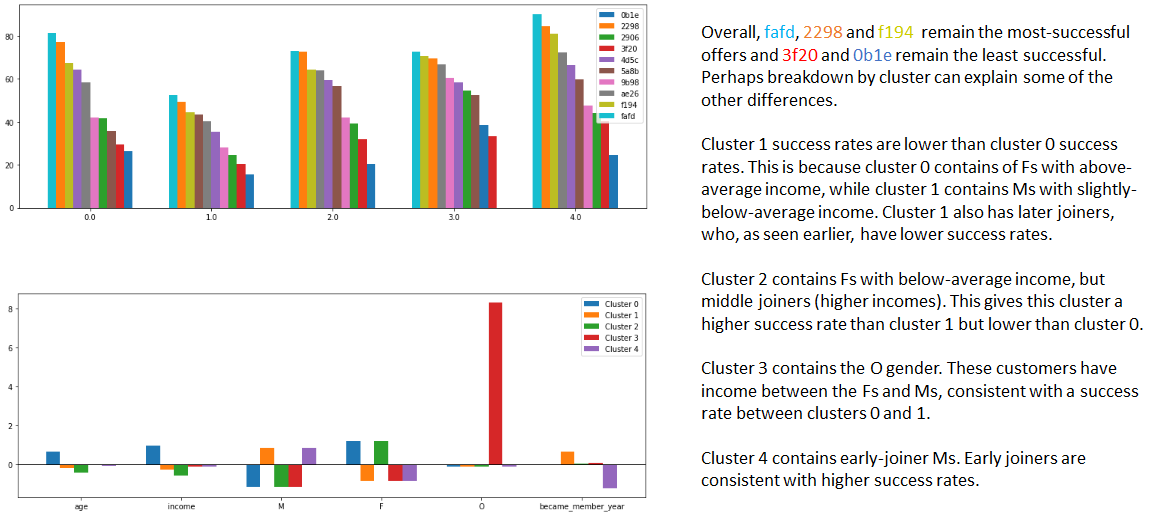 80
60
40
20
0
0.0
1.0
2.0
3.0
4.0
0b1e
2298
2906
3f20
4d5c
5a8b
9b98
ae26
f194
fafd
8
6
4
2
0
age
income
M
F
O
became_member_year
Cluster 0
Cluster 1
Cluster 2
Cluster 3
Cluster 4
Overall, fafd, 2298 and f194 remain the most-successful
offers and 3f20 and 0b1e remain the least successful.
Perhaps breakdown by cluster can explain some of the
other differences.
Cluster 1 success rates are lower than cluster 0 success
rates. This is because cluster 0 contains of Fs with above-
average income, while cluster 1 contains Ms with slightly-
below-average income. Cluster 1 also has later joiners,
who, as seen earlier, have lower success rates.
Cluster 2 contains Fs with below-average income, but
middle joiners (higher incomes). This gives this cluster a
higher success rate than cluster 1 but lower than cluster 0.
Cluster 3 contains the O gender. These customers have
income between the Fs and Ms, consistent with a success
rate between clusters 0 and 1.
Cluster 4 contains early-joiner Ms. Early joiners are
consistent with higher success rates.